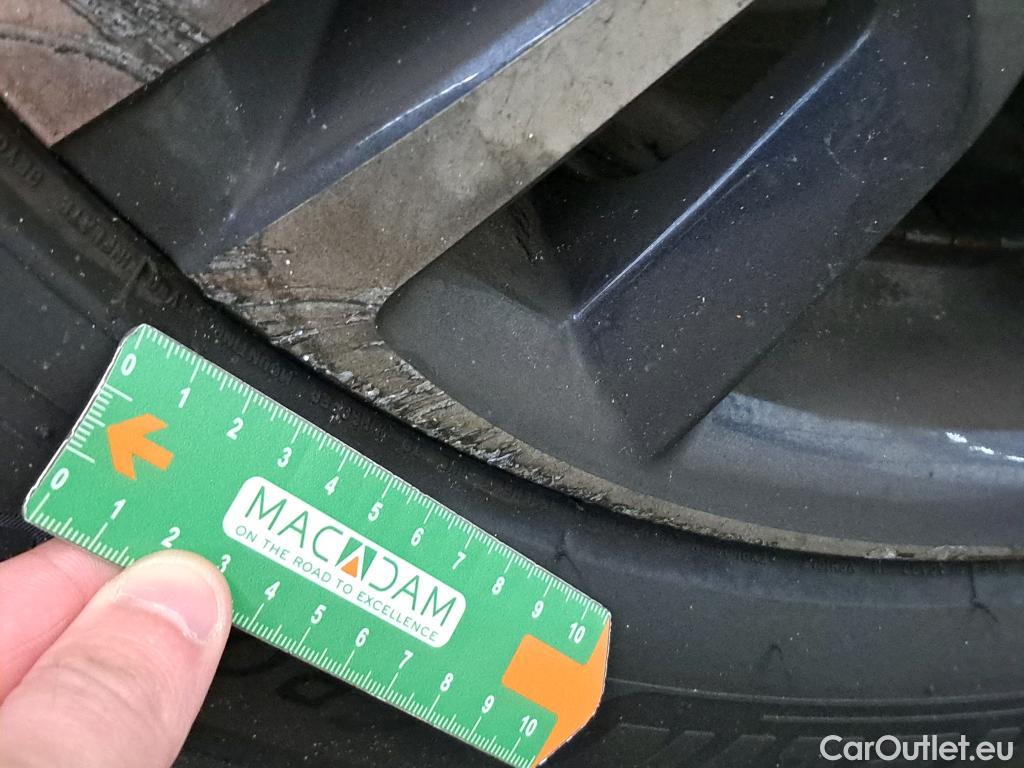 0 1 2 3 4 5 6 7 8 9 10
MACADAM
ON THE ROAD TO EXCELLENCE
0 1 2 3 4 5 6 7 8 9 10
CarOutlet.eu